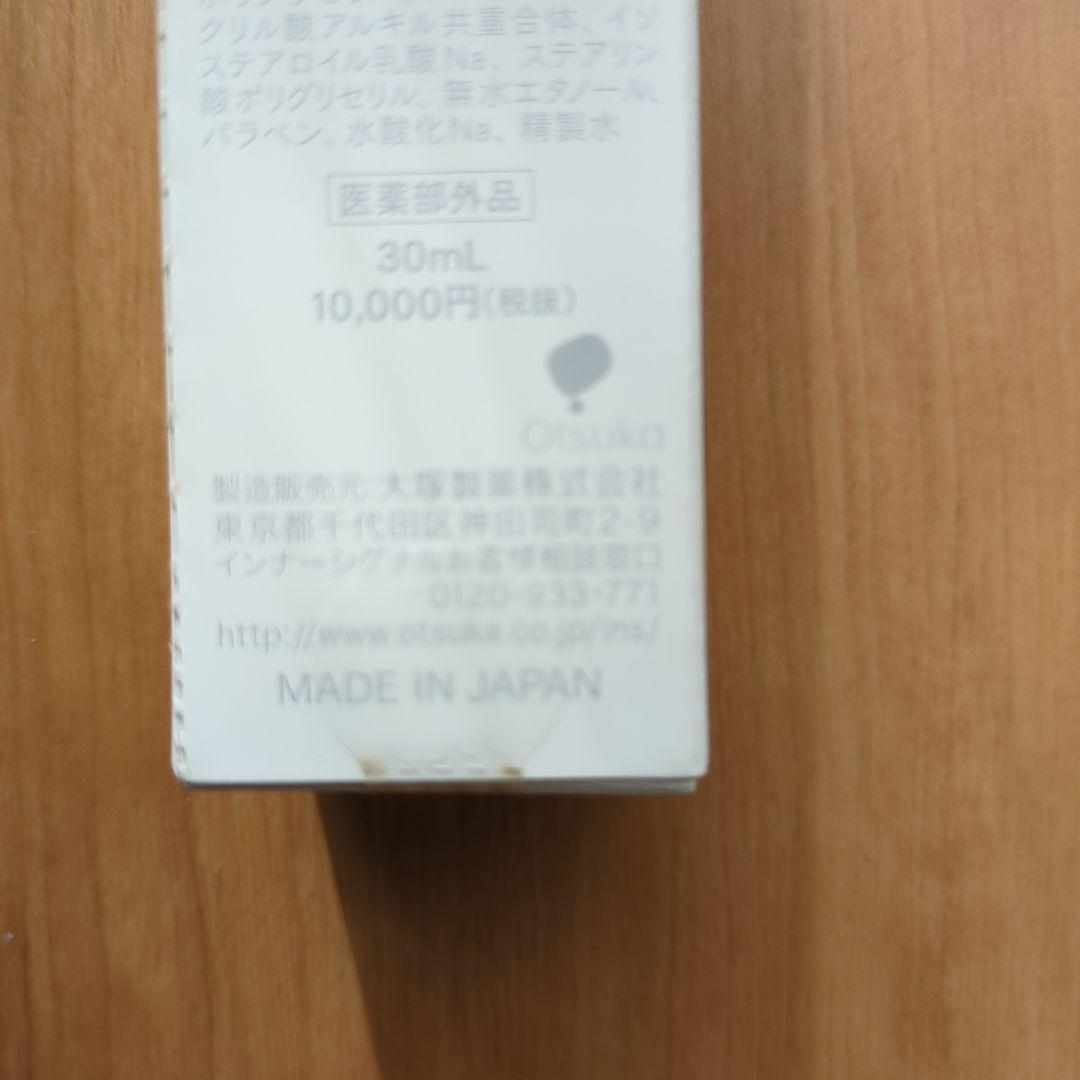 クリル酸アルキル共重合体、イソ
ステアロイル乳酸Na、ステアリン
酸ポリグリセリル、無水エタノール、
パラベン、水酸化Na、精製水
医薬部外品
30mL
10,000円(税抜)
Otsuka
製造販売元:大塚製薬株式会社
東京都千代田区神田司町2-9
インナーシグナルお客様相談窓口
0120-933-771
http://www.otsuka.co.jp/ins/
MADE IN JAPAN